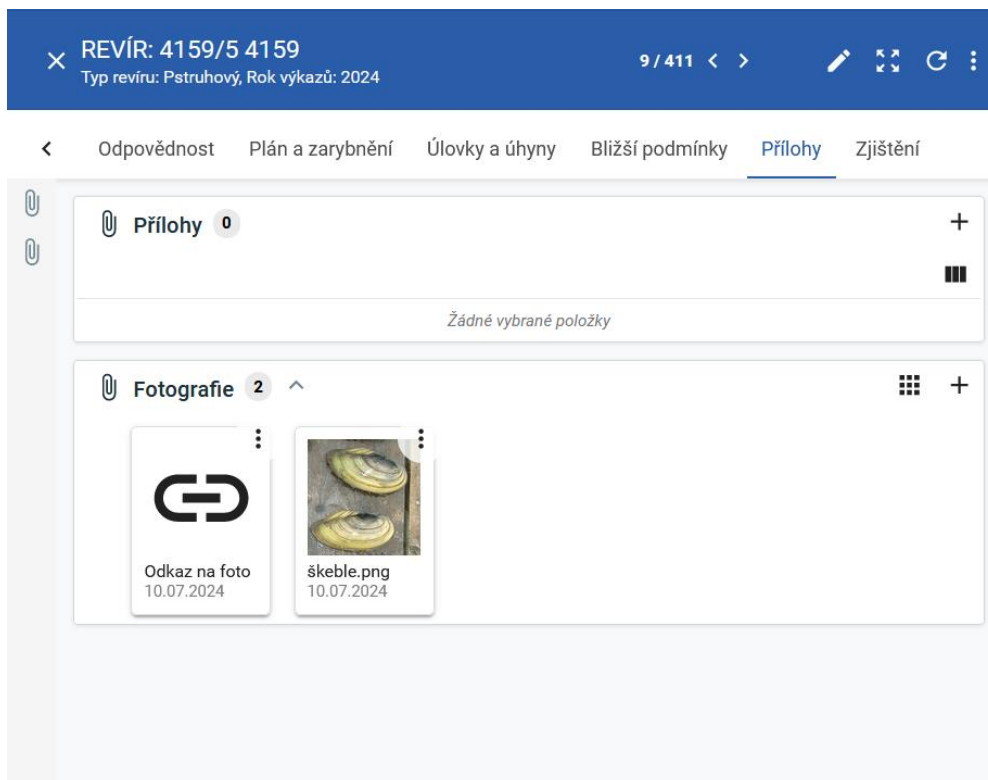 REVÍR: 4159/5 4159
Typ revíru: Pstruhový, Rok výkazů: 2024
9 / 411
Odpovědnost Plán a zarybnění Úlovky a úhyny Bližší podmínky Přílohy Zjištění
Přílohy 0
Žádné vybrané položky
Fotografie 2
Odkaz na foto
10.07.2024
škeble.png
10.07.2024